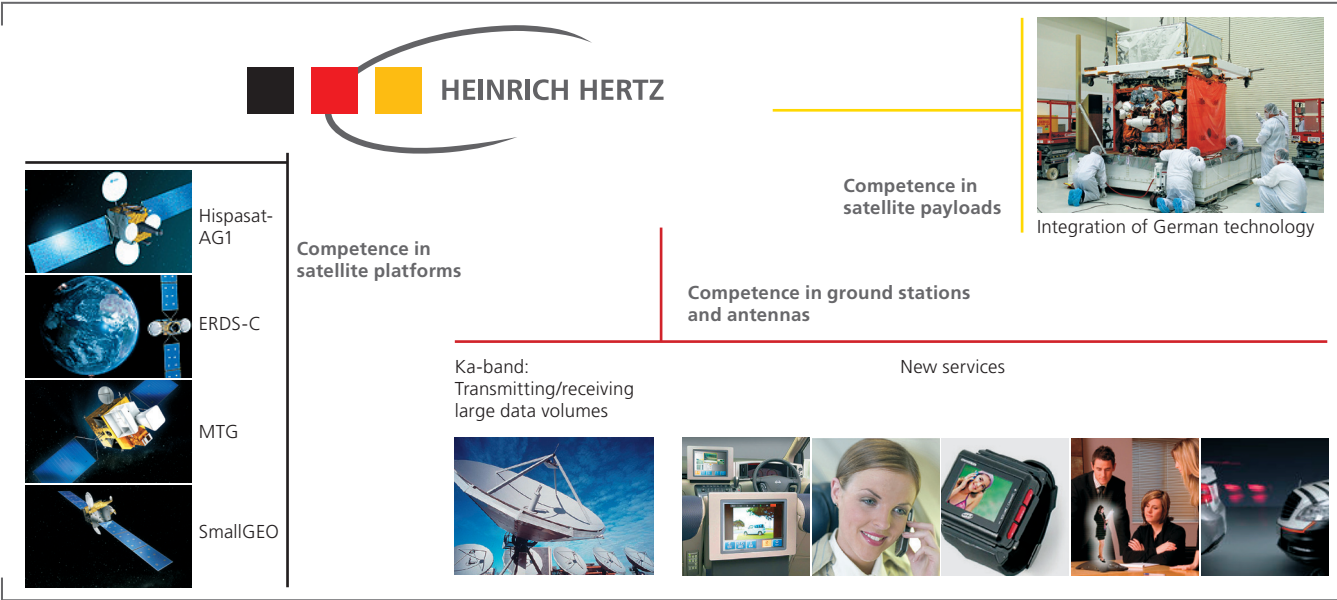 HEINRICH HERTZ
Hispasat-
AG1
ERDS-C
MTG
SmallGEO
Competence in
satellite platforms
Competence in
satellite payloads
Integration of German technology
Competence in ground stations
and antennas
Ka-band:
Transmitting/receiving
large data volumes
New services